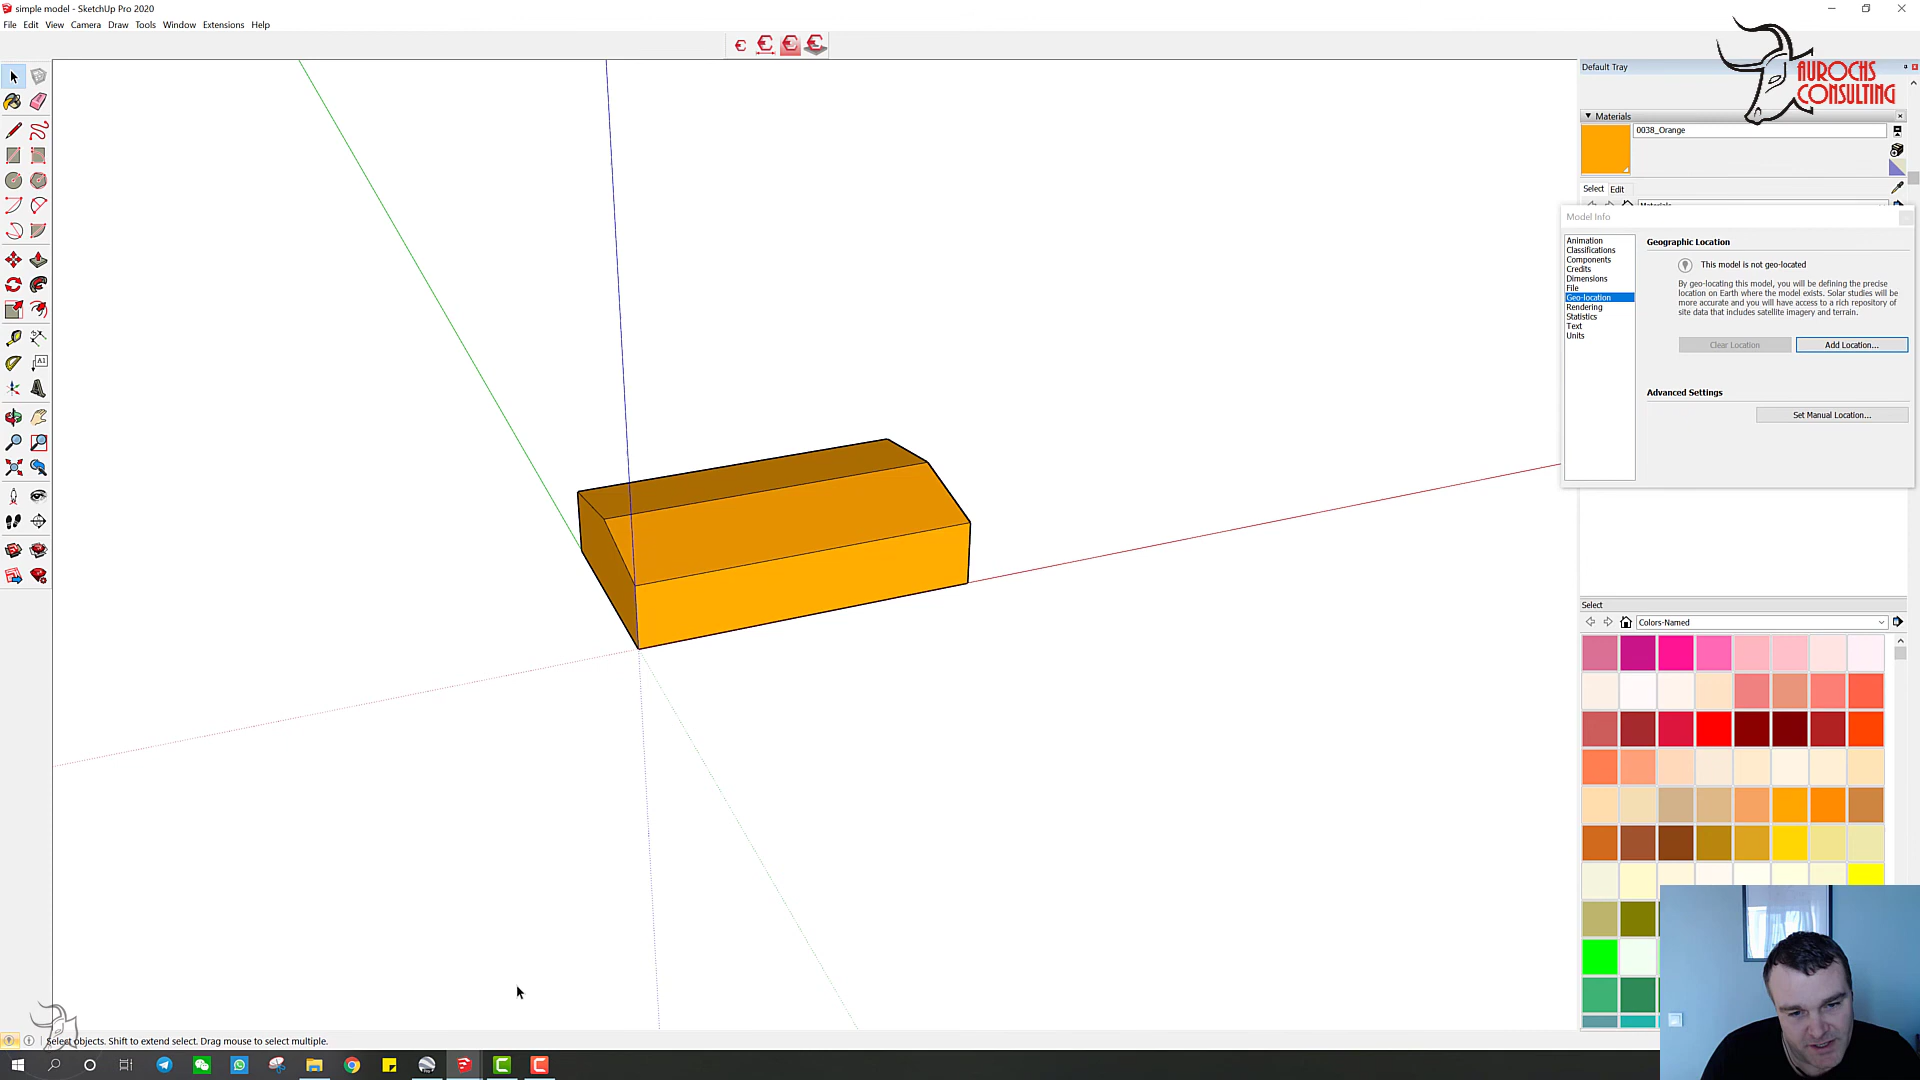 simple model - SketchUp Pro 2020
File Edit View Camera Draw Tools Window Extensions Help
AUROCHS
CONSULTING
Default Tray
Materials
0038_Orange
Select Edit
Materials
Model Info
Animation
Classifications
Components
Credits
Dimensions
File
Geo-location
Rendering
Statistics
Text
Units
Geographic Location
This model is not geo-located
By geo-locating this model, you will be defining the precise
location on Earth where the model exists. Solar studies will be
more accurate and you will have access to a rich repository of
site data that includes satellite imagery and terrain.
Clear Location Add Location...
Advanced Settings
Set Manual Location...
A1
Select
Colors-Named
Select objects. Shift to extend select. Drag mouse to select multiple.